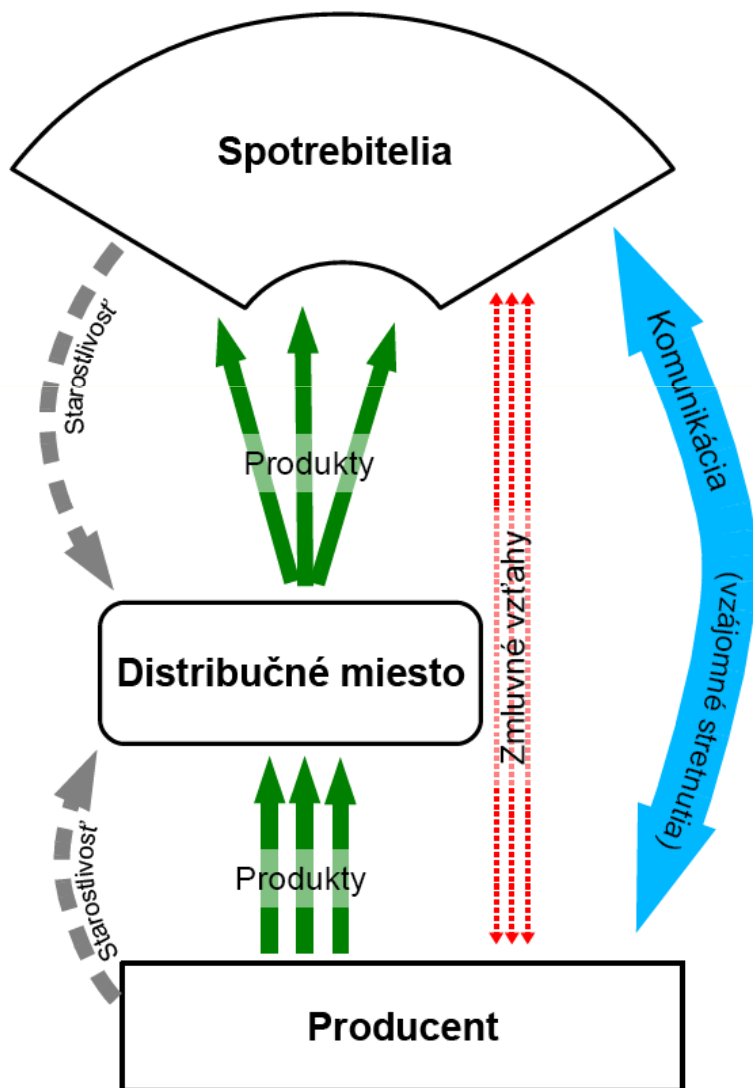 Spotrebitelia
Starostlivosť
Komunikácia
(vzájomné stretnutia)
Produkty
Zmluvné vzťahy
Distribučné miesto
Starostlivosť
Produkty
Producent